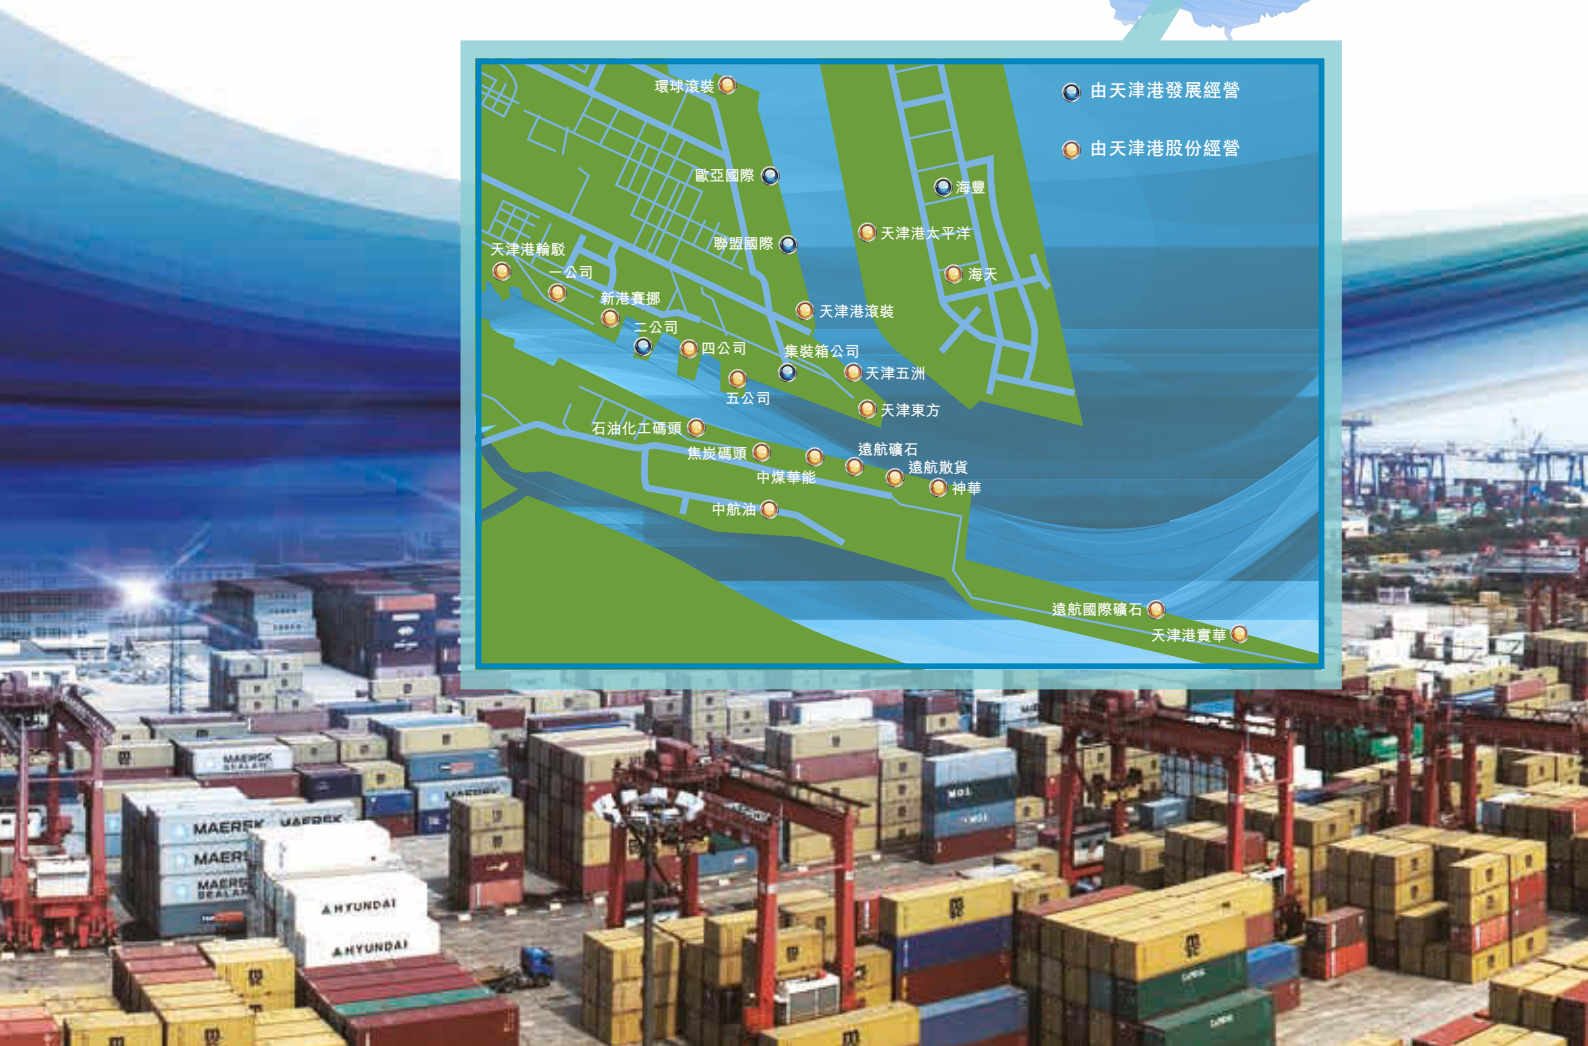 環球滾裝
由天津港發展經營
由天津港股份經營
歐亞國際
海豐
天津港太平洋
聯盟國際
天津港輪駁
一公司
海天
新港賽挪
天津港滾裝
二公司
四公司
集裝箱公司
天津五洲
五公司
天津東方
石油化工碼頭
焦炭碼頭
遠航礦石
中煤華能
遠航散貨
神華
中航油
遠航國際礦石
天津港實華
MAERSK
SEALAND
MAERSK
MAERSK
MAERSK
MAERSK
SEALAND
HYUNDAI
HYUNDAI
MOL
MOL